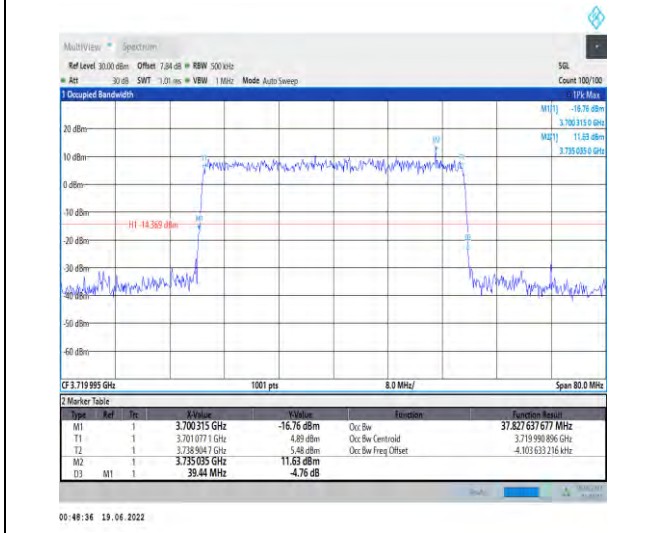 MultiView Spectrum
Ref Level 30.00 dBm Offset 7.84 dB RBW 500 kHz SGL
Att 30 dB SWT 1.01 ms VBW 1 MHz Mode Auto Sweep Count 100/100
1 Occupied Bandwidth 1Pk Max
M1[1] -16.76 dBm
3.700 315 0 GHz
M2[1] 11.63 dBm
3.735 035 0 GHz
20 dBm
M2
10 dBm
0 dBm
-10 dBm
M1
H1 -14.369 dBm
-20 dBm
-30 dBm
-40 dBm
-50 dBm
-60 dBm
CF 3.719 995 GHz 1001 pts 8.0 MHz/ Span 80.0 MHz
2 Marker Table
Type Ref Trc X-Value Y-Value Function Function Result
M1 1 3.700 315 GHz -16.76 dBm Occ Bw 37.827 637 677 MHz
T1 1 3.701 077 1 GHz 4.89 dBm Occ Bw Centroid 3.719 990 896 GHz
T2 1 3.738 904 7 GHz 5.48 dBm Occ Bw Freq Offset -4.103 633 216 kHz
M2 1 3.735 035 GHz 11.63 dBm
D3 M1 1 39.44 MHz -4.76 dB
00:48:36 19.06.2022